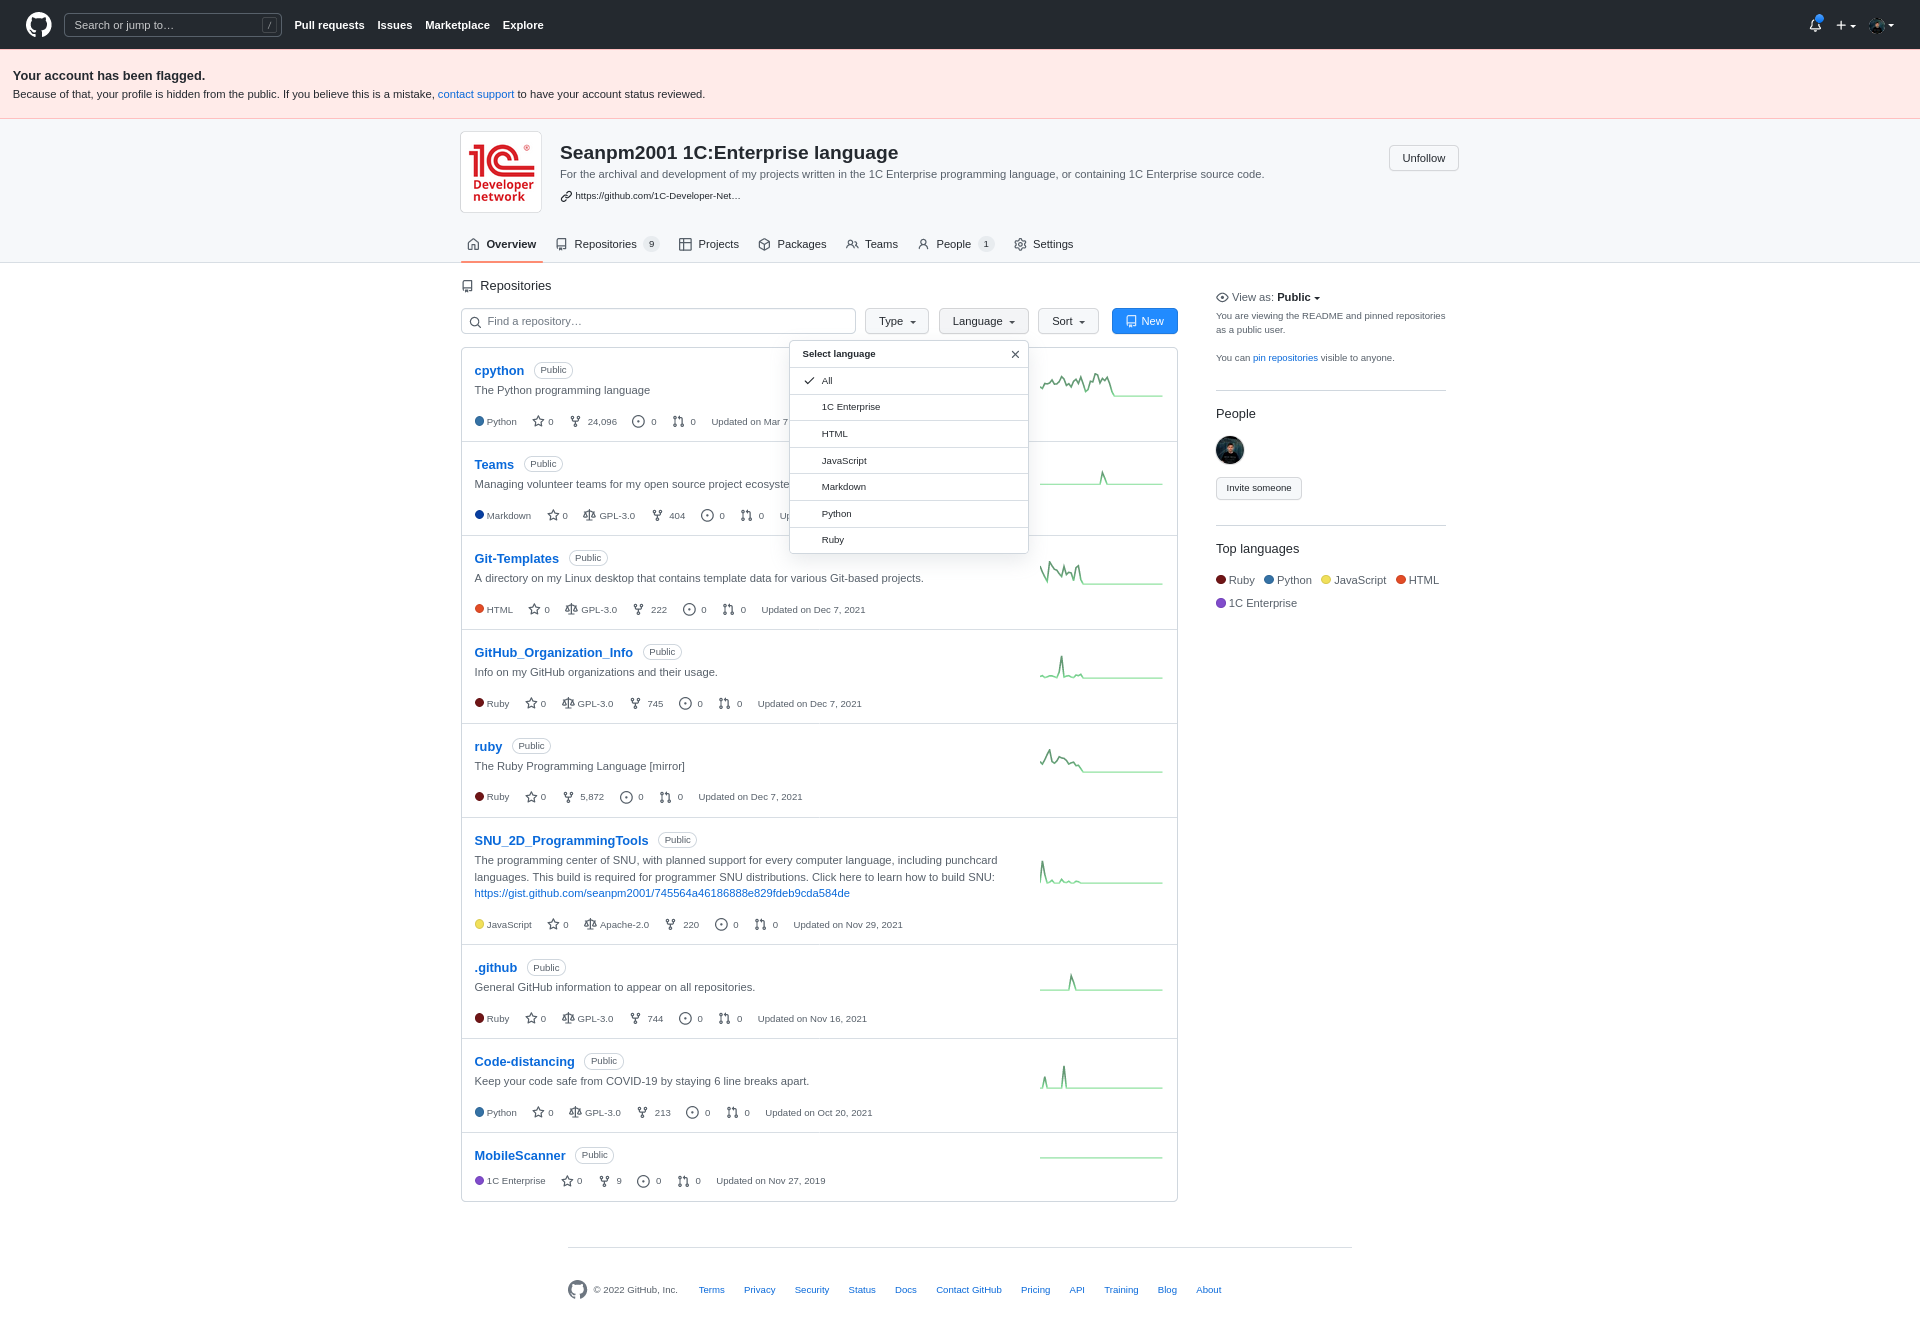 Search or jump to…
/
Pull requests
Issues
Marketplace
Explore
Your account has been flagged.
Because of that, your profile is hidden from the public. If you believe this is a mistake, contact support to have your account status reviewed.
1C®
Developer
network
Seanpm2001 1C:Enterprise language
For the archival and development of my projects written in the 1C Enterprise programming language, or containing 1C Enterprise source code.
https://github.com/1C-Developer-Net…
Unfollow
Overview
Repositories 9
Projects
Packages
Teams
People 1
Settings
Repositories
Find a repository…
Type
Language
Sort
New
Select language
All
1C Enterprise
HTML
JavaScript
Markdown
Python
Ruby
cpython Public
The Python programming language
Python 0 24,096 0 0 Updated on Mar 7
Teams Public
Managing volunteer teams for my open source project ecosyste
Markdown 0 GPL-3.0 404 0 0 Up
Git-Templates Public
A directory on my Linux desktop that contains template data for various Git-based projects.
HTML 0 GPL-3.0 222 0 0 Updated on Dec 7, 2021
GitHub_Organization_Info Public
Info on my GitHub organizations and their usage.
Ruby 0 GPL-3.0 745 0 0 Updated on Dec 7, 2021
ruby Public
The Ruby Programming Language [mirror]
Ruby 0 5,872 0 0 Updated on Dec 7, 2021
SNU_2D_ProgrammingTools Public
The programming center of SNU, with planned support for every computer language, including punchcard
languages. This build is required for programmer SNU distributions. Click here to learn how to build SNU:
https://gist.github.com/seanpm2001/745564a46186888e829fdeb9cda584de
JavaScript 0 Apache-2.0 220 0 0 Updated on Nov 29, 2021
.github Public
General GitHub information to appear on all repositories.
Ruby 0 GPL-3.0 744 0 0 Updated on Nov 16, 2021
Code-distancing Public
Keep your code safe from COVID-19 by staying 6 line breaks apart.
Python 0 GPL-3.0 213 0 0 Updated on Oct 20, 2021
MobileScanner Public
1C Enterprise 0 9 0 0 Updated on Nov 27, 2019
View as: Public
You are viewing the README and pinned repositories
as a public user.
You can pin repositories visible to anyone.
People
Invite someone
Top languages
Ruby Python JavaScript HTML
1C Enterprise
© 2022 GitHub, Inc.
Terms
Privacy
Security
Status
Docs
Contact GitHub
Pricing
API
Training
Blog
About